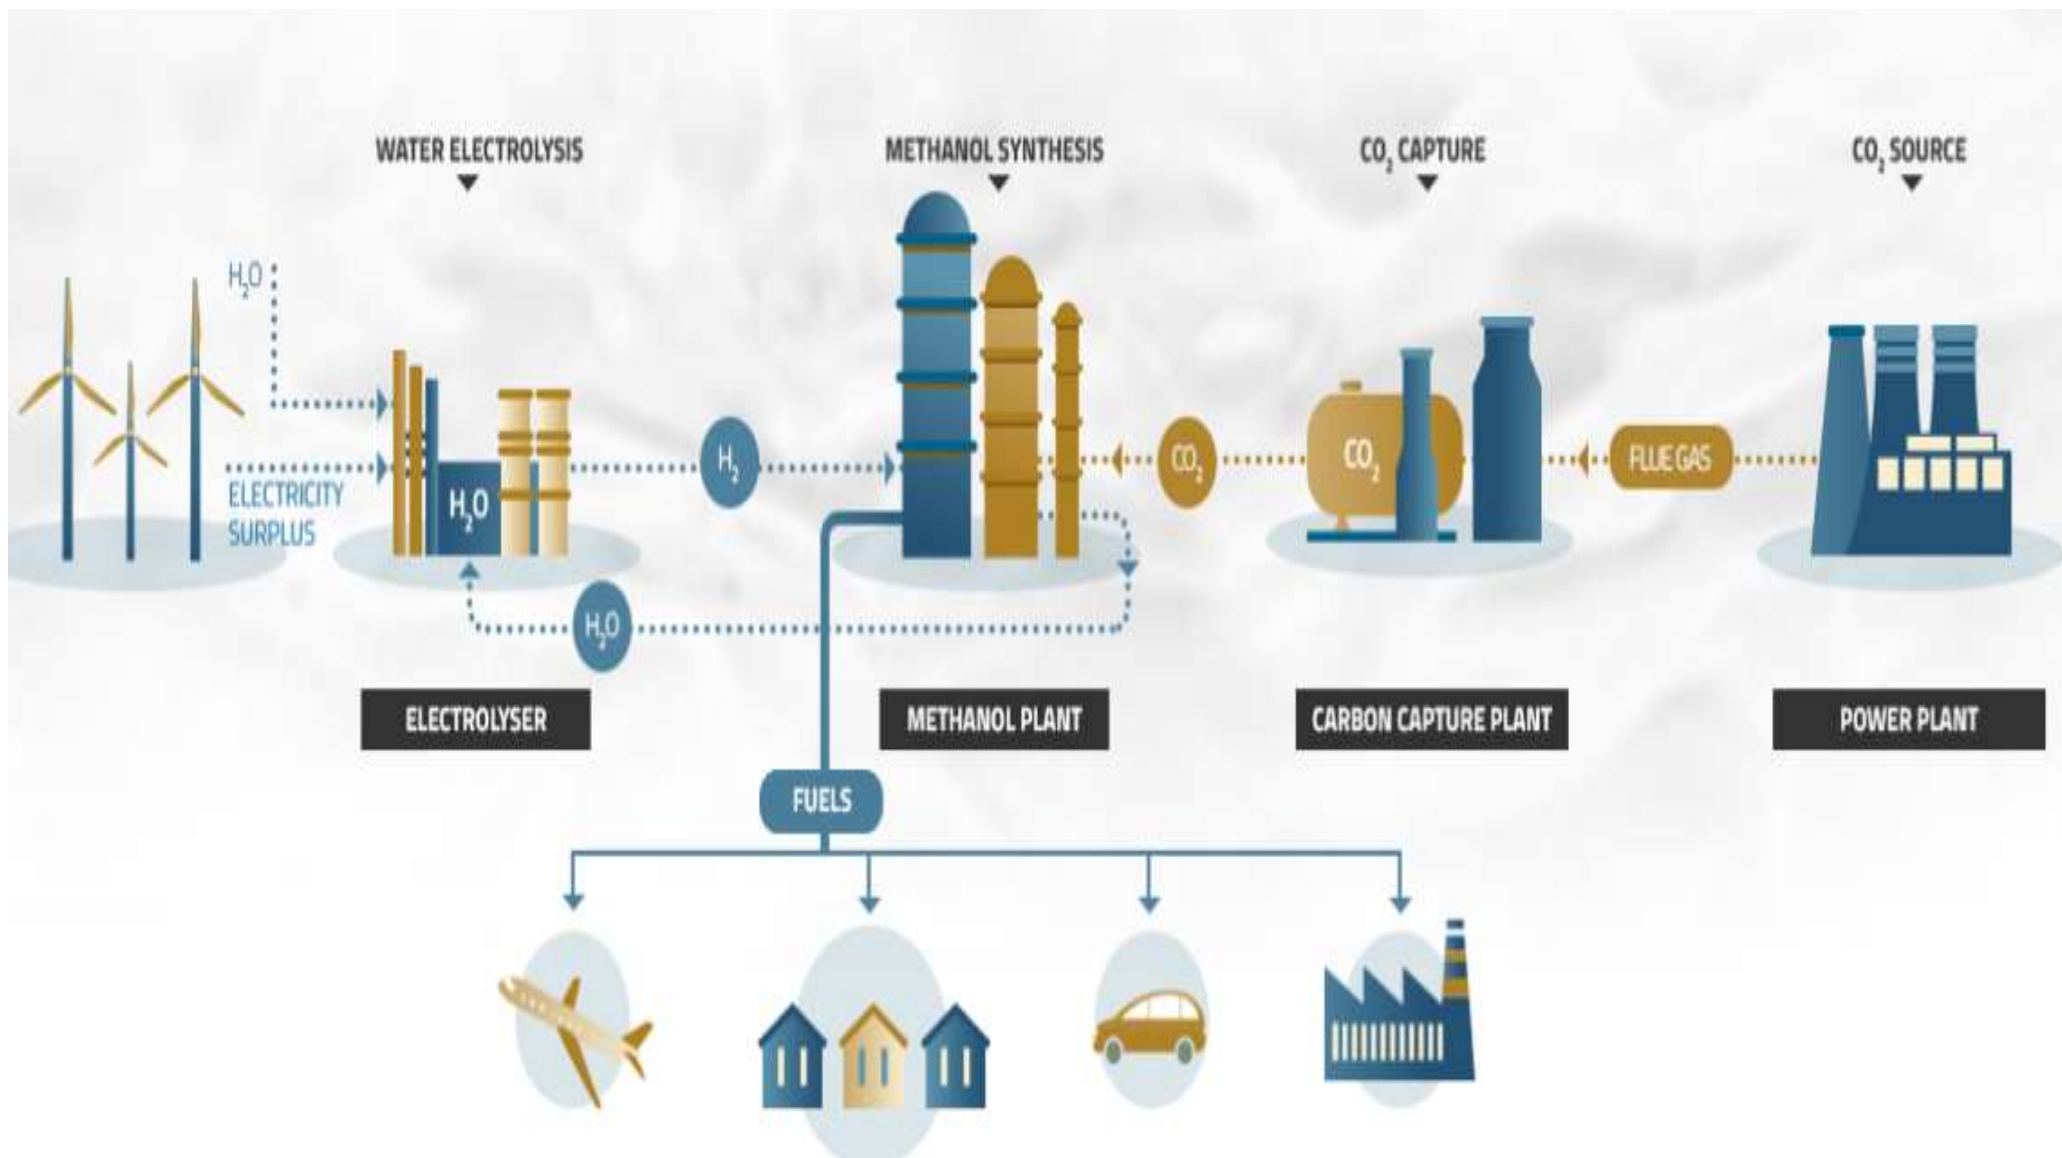 WATER ELECTROLYSIS
METHANOL SYNTHESIS
CO₂ CAPTURE
CO₂ SOURCE
H₂O
ELECTRICITY
SURPLUS
H₂O
H₂
CO₂
CO₂
FLUE GAS
H₂O
ELECTROLYSER
METHANOL PLANT
CARBON CAPTURE PLANT
POWER PLANT
FUELS